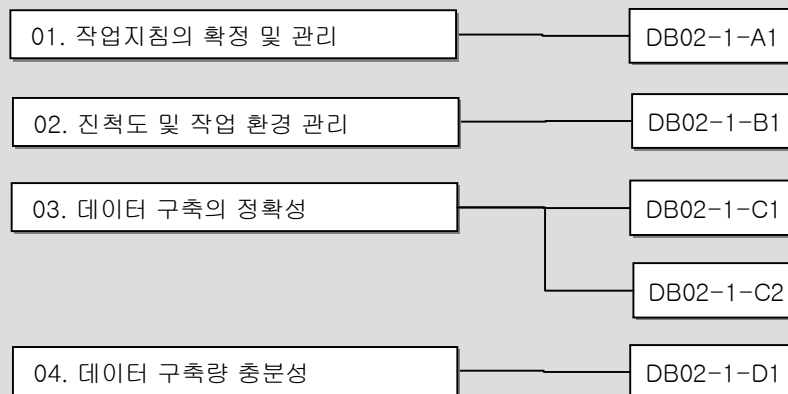 01. 작업지침의 확정 및 관리
DB02-1-A1
02. 진척도 및 작업 환경 관리
DB02-1-B1
03. 데이터 구축의 정확성
DB02-1-C1
DB02-1-C2
04. 데이터 구축량 충분성
DB02-1-D1